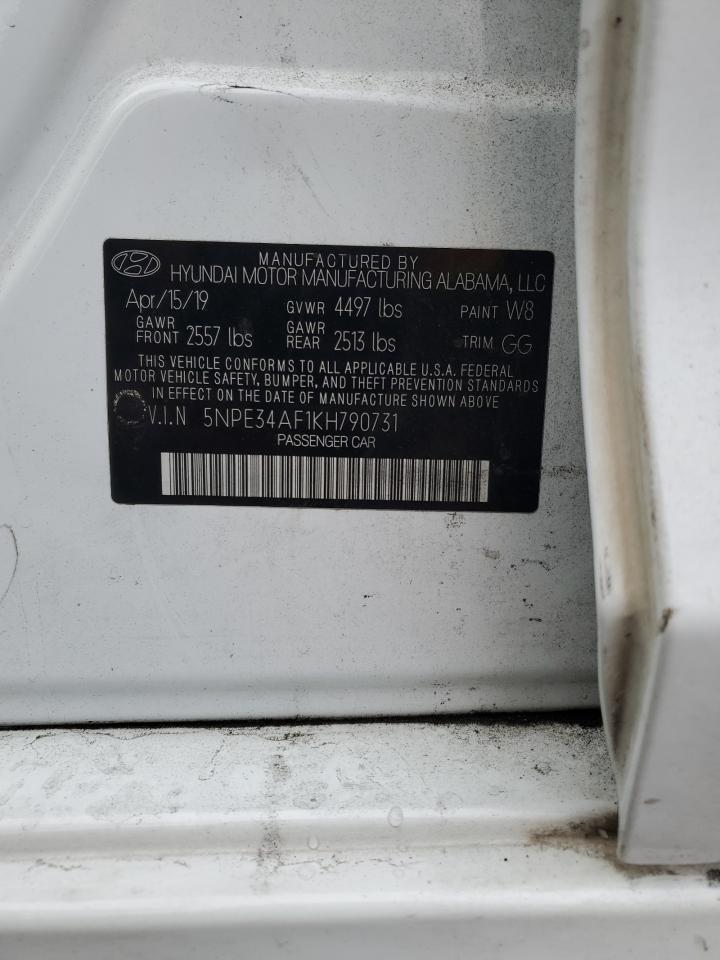 MANUFACTURED BY
HYUNDAI MOTOR MANUFACTURING ALABAMA, LLC
Apr/15/19 GVWR 4497 lbs PAINT W8
GAWR FRONT 2557 lbs GAWR REAR 2513 lbs TRIM GG
THIS VEHICLE CONFORMS TO ALL APPLICABLE U.S.A. FEDERAL
MOTOR VEHICLE SAFETY, BUMPER, AND THEFT PREVENTION STANDARDS
IN EFFECT ON THE DATE OF MANUFACTURE SHOWN ABOVE
V.I.N 5NPE34AF1KH790731
PASSENGER CAR